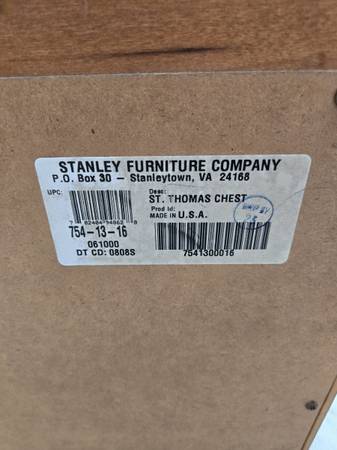 STANLEY FURNITURE COMPANY
P.O. Box 30 – Stanleytown, VA 24168
UPC:
754-13-16
061000
DT CD: 0808S
Desc:
ST. THOMAS CHEST
Prod Id:
MADE IN U.S.A.
7541300016